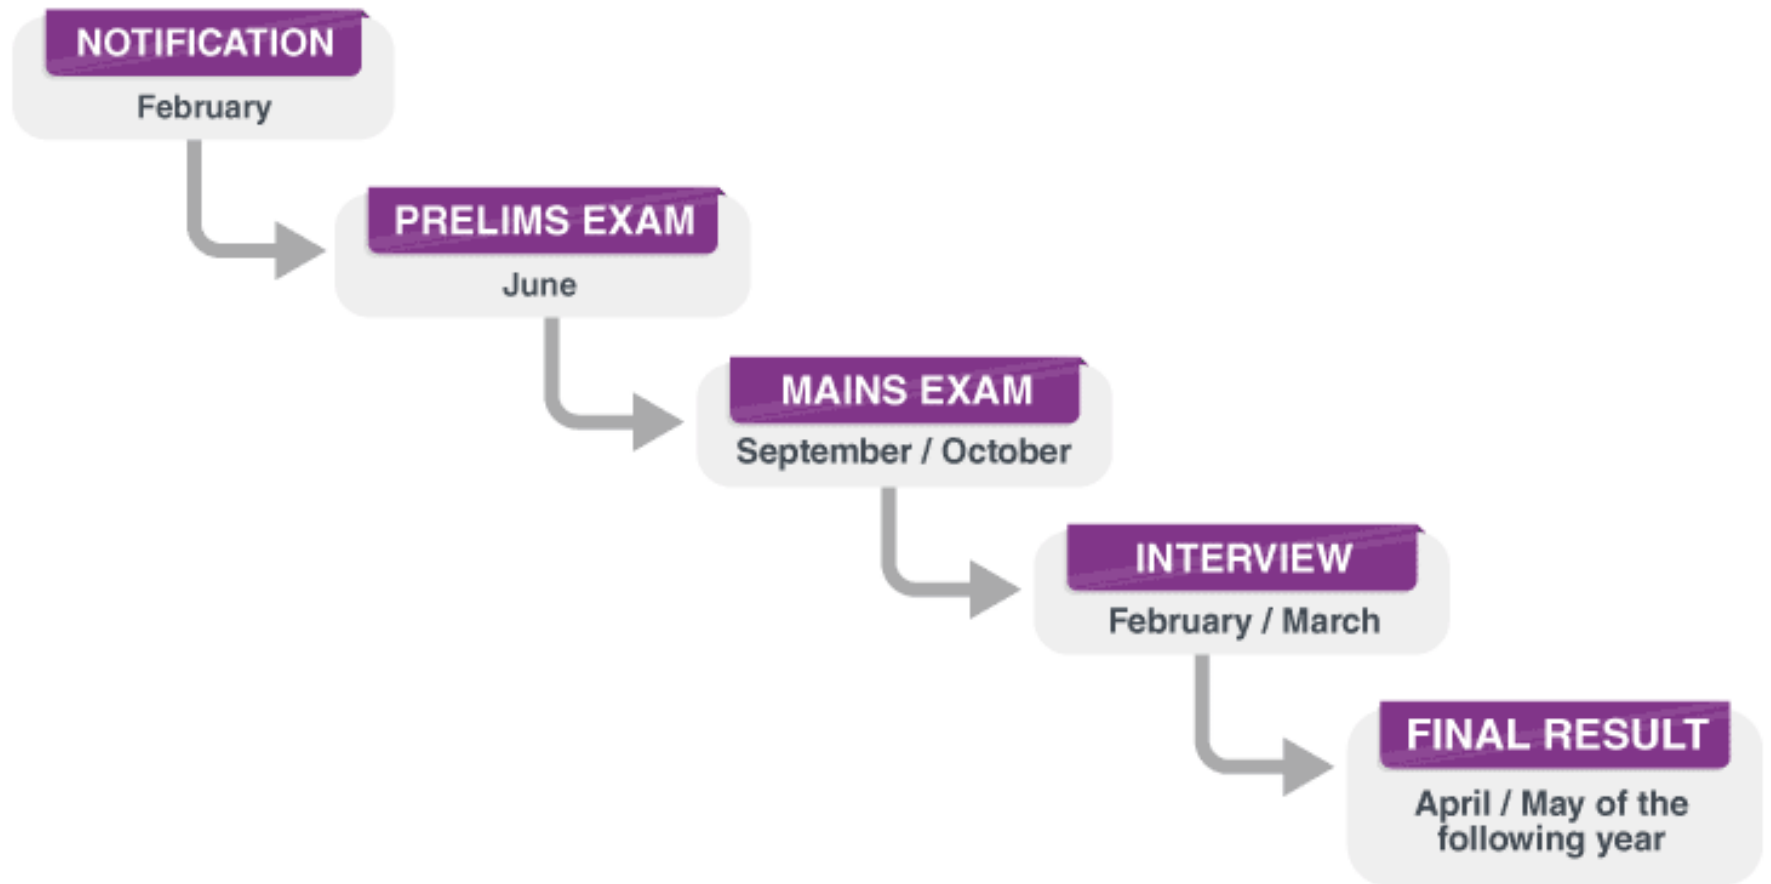 NOTIFICATION
February
PRELIMS EXAM
June
MAINS EXAM
September / October
INTERVIEW
February / March
FINAL RESULT
April / May of the
following year